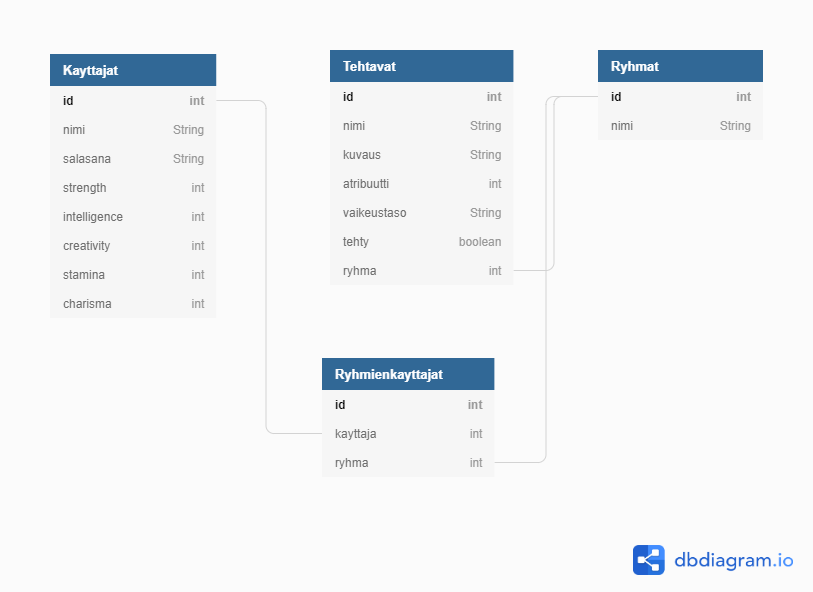 Kayttajat
id int
nimi String
salasana String
strength int
intelligence int
creativity int
stamina int
charisma int
Tehtavat
id int
nimi String
kuvaus String
atribuutti int
vaikeustaso String
tehty boolean
ryhma int
Ryhmat
id int
nimi String
Ryhmienkayttajat
id int
kayttaja int
ryhma int
dbdiagram.io